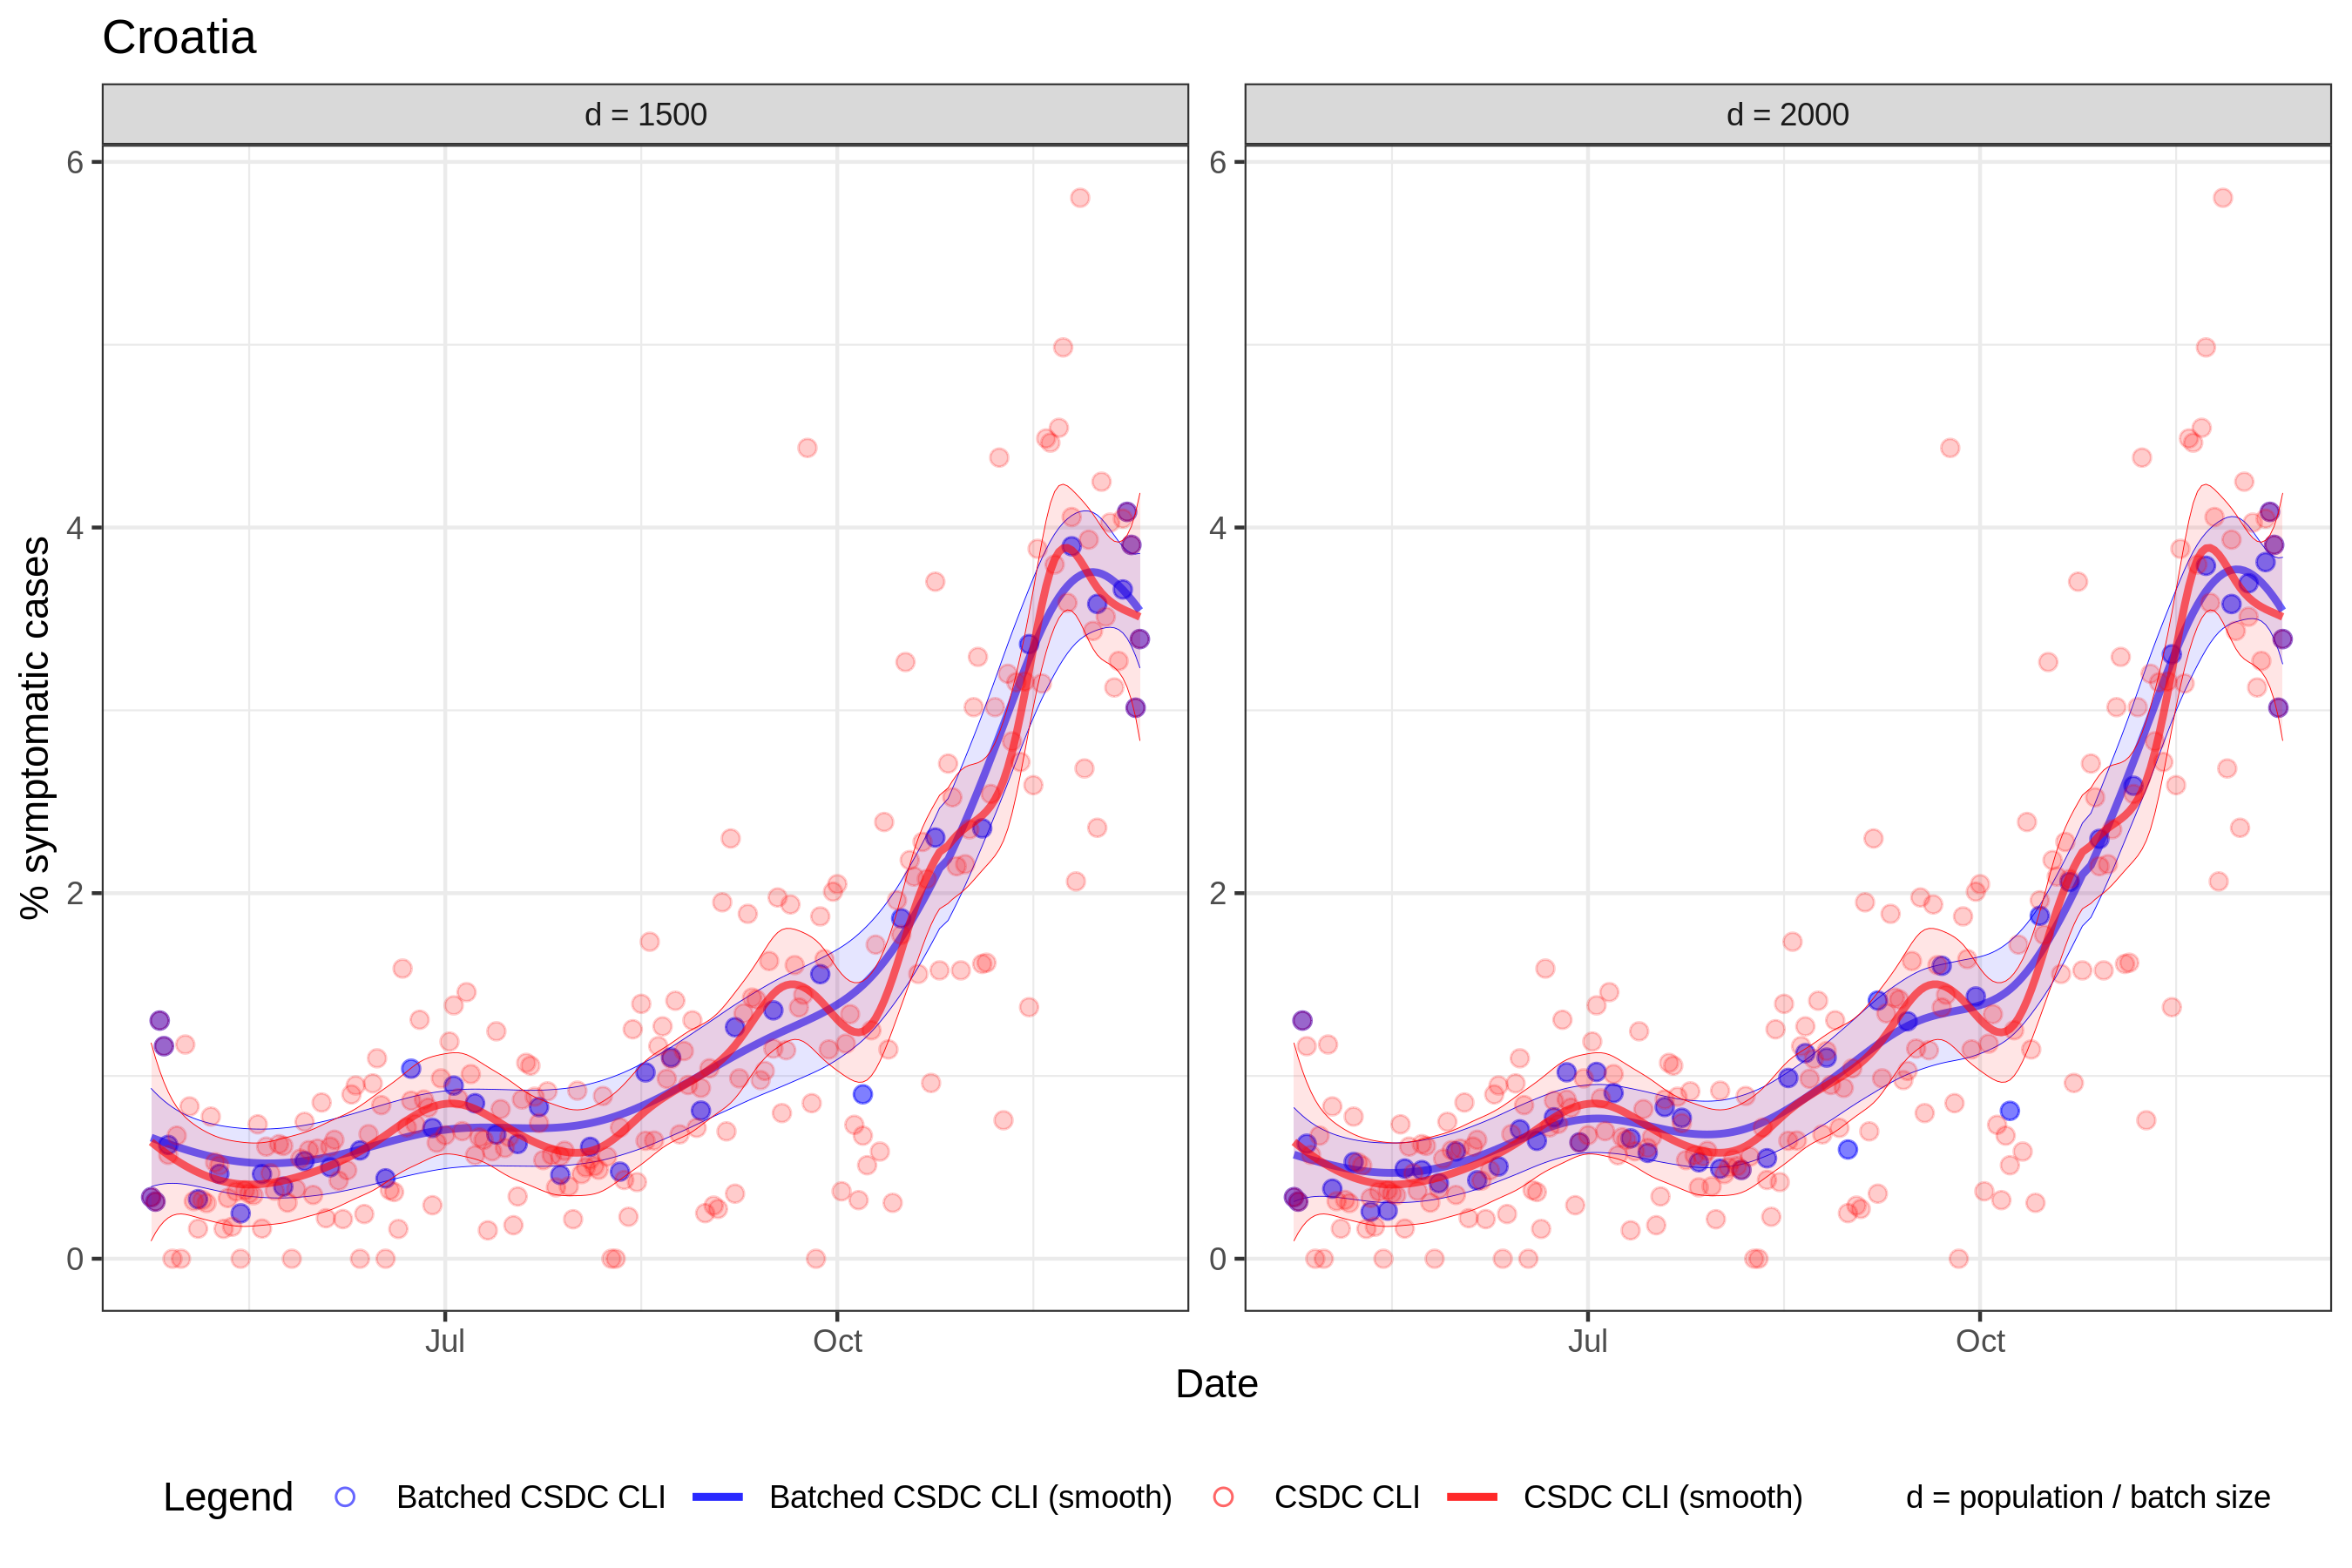 Croatia
d = 1500
d = 2000
% symptomatic cases
6
4
2
0
6
4
2
0
Jul
Oct
Jul
Oct
Date
Legend
Batched CSDC CLI
Batched CSDC CLI (smooth)
CSDC CLI
CSDC CLI (smooth)
d = population / batch size